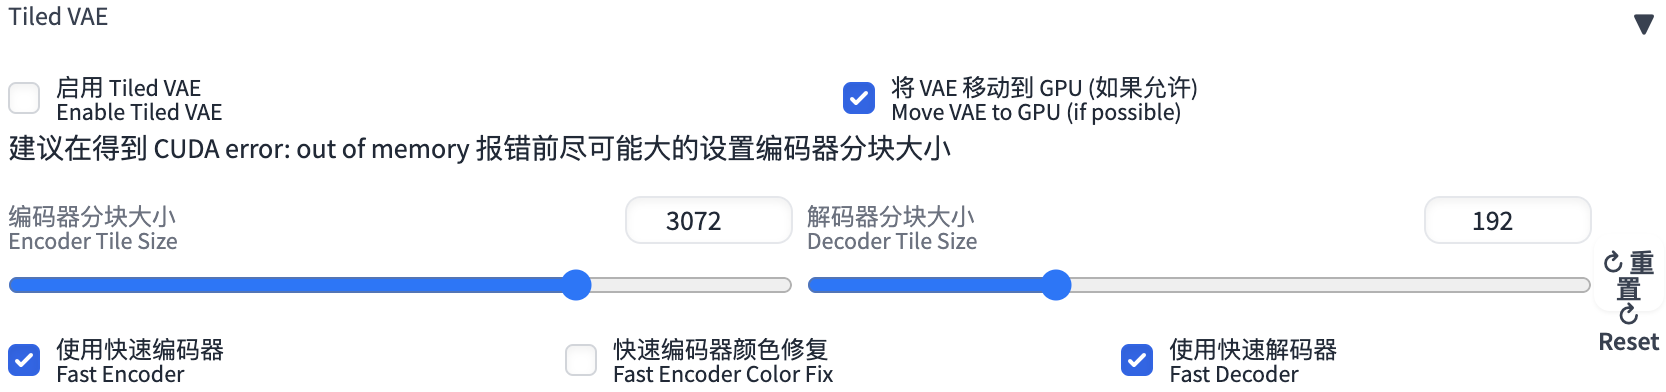 Tiled VAE
启用 Tiled VAE
Enable Tiled VAE
将 VAE 移动到 GPU (如果允许)
Move VAE to GPU (if possible)
建议在得到 CUDA error: out of memory 报错前尽可能大的设置编码器分块大小
编码器分块大小
Encoder Tile Size
3072
解码器分块大小
Decoder Tile Size
192
重
置
Reset
使用快速编码器
Fast Encoder
快速编码器颜色修复
Fast Encoder Color Fix
使用快速解码器
Fast Decoder